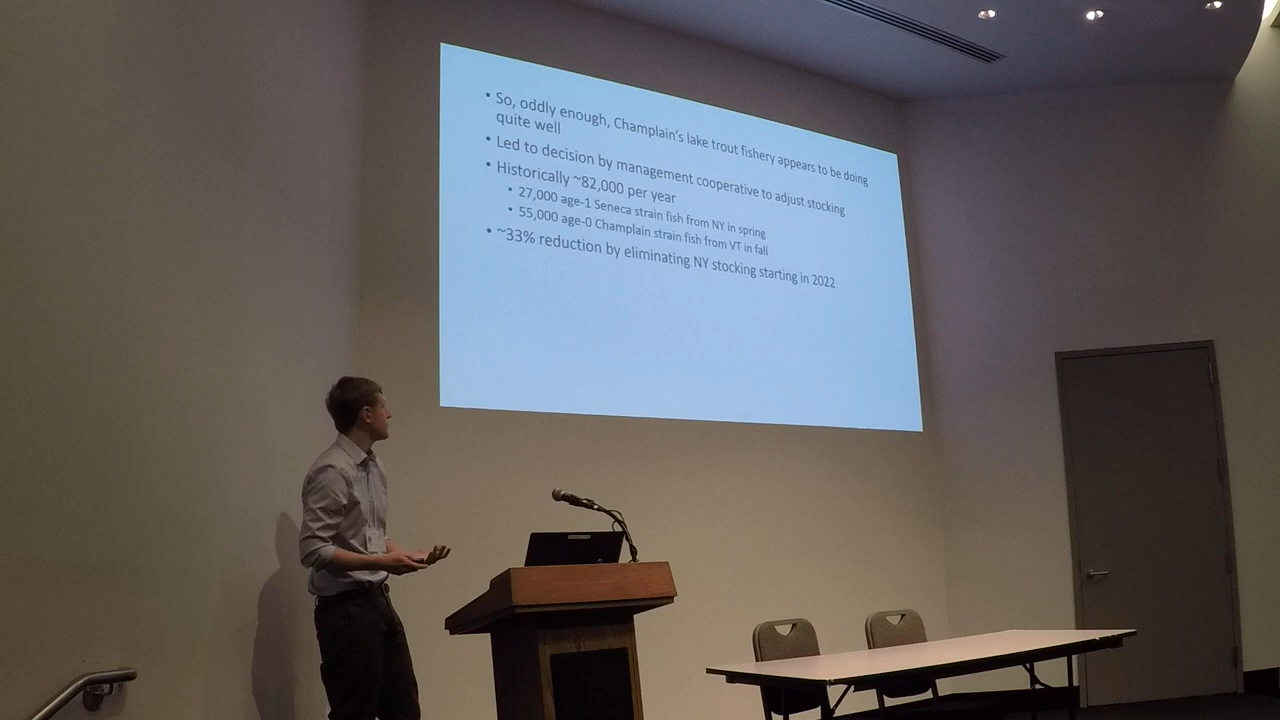 • So, oddly enough, Champlain's lake trout fishery appears to be doing
quite well
• Led to decision by management cooperative to adjust stocking
• Historically ~82,000 per year
• 27,000 age-1 Seneca strain fish from NY in spring
• 55,000 age-0 Champlain strain fish from VT in fall
• ~33% reduction by eliminating NY stocking starting in 2022